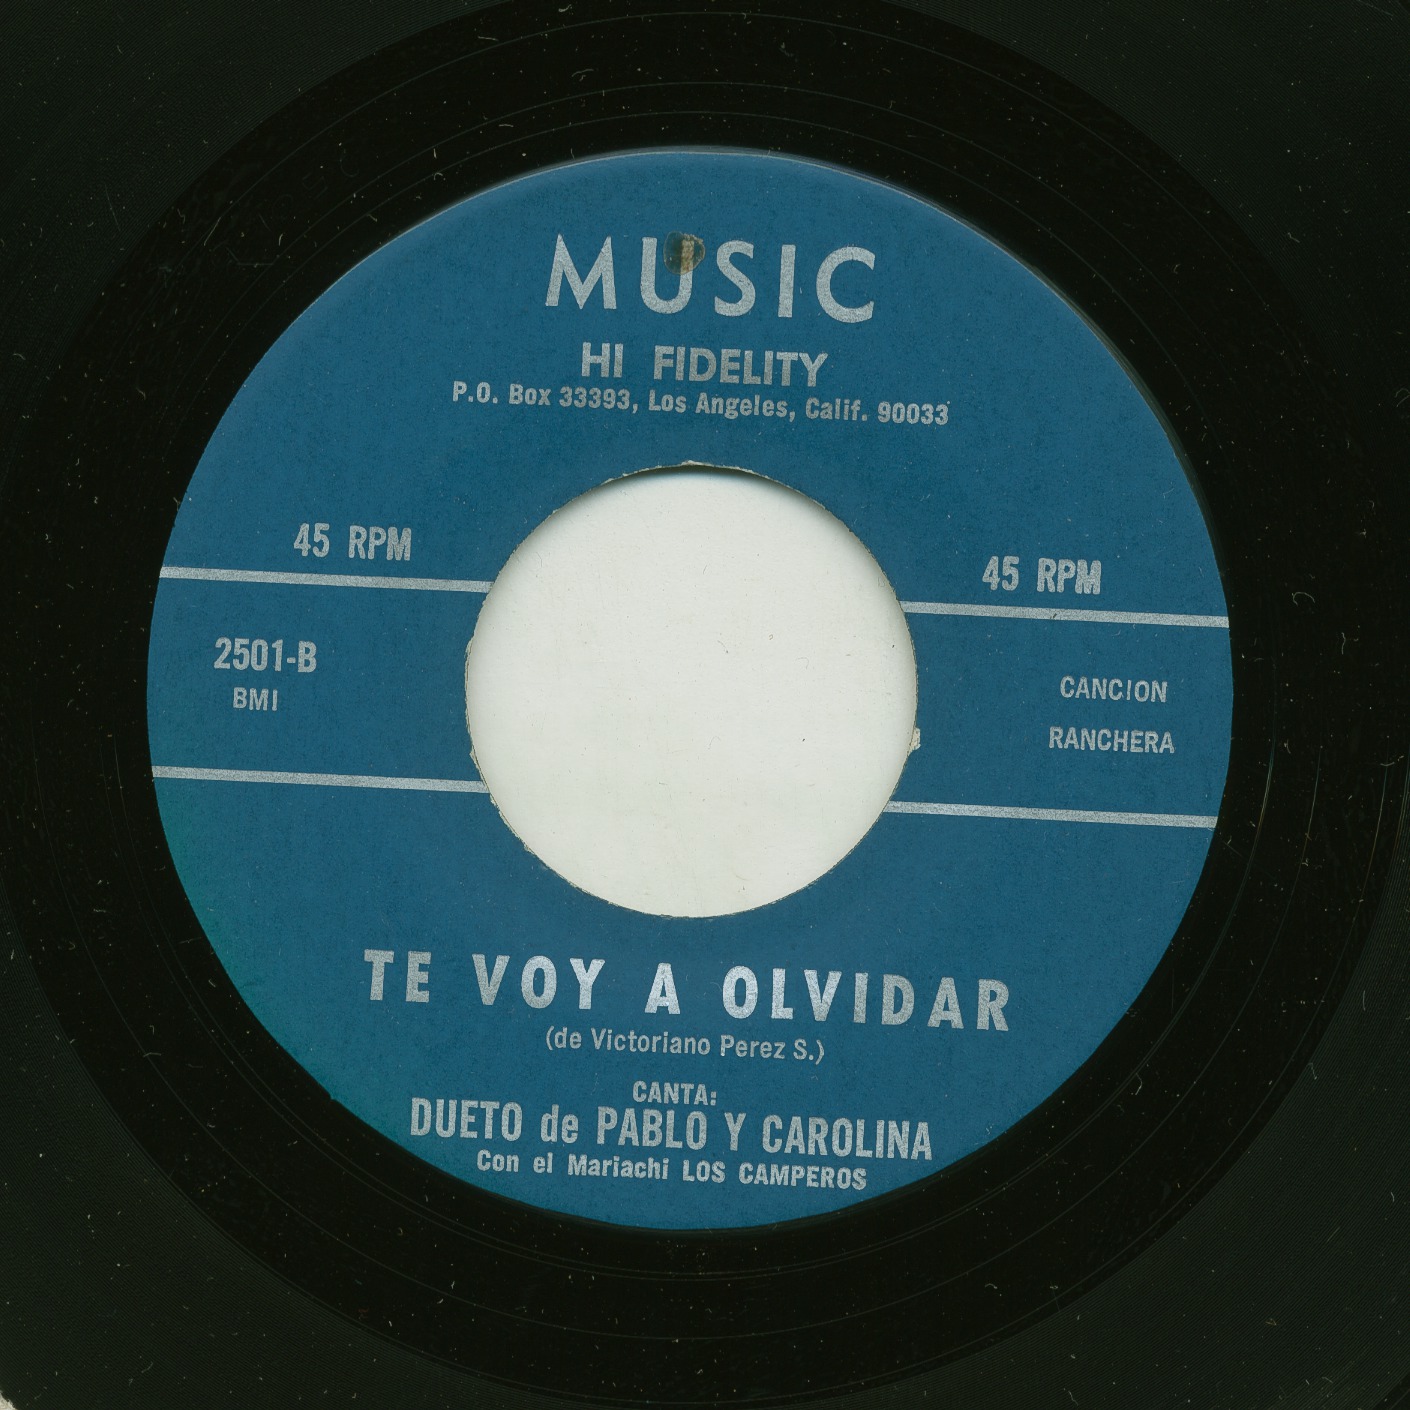 MUSIC
HI FIDELITY
P.O. Box 33393, Los Angeles, Calif. 90033
45 RPM
45 RPM
2501-B
BMI
CANCION
RANCHERA
TE VOY A OLVIDAR
(de Victoriano Perez S.)
CANTA:
DUETO de PABLO Y CAROLINA
Con el Mariachi LOS CAMPEROS